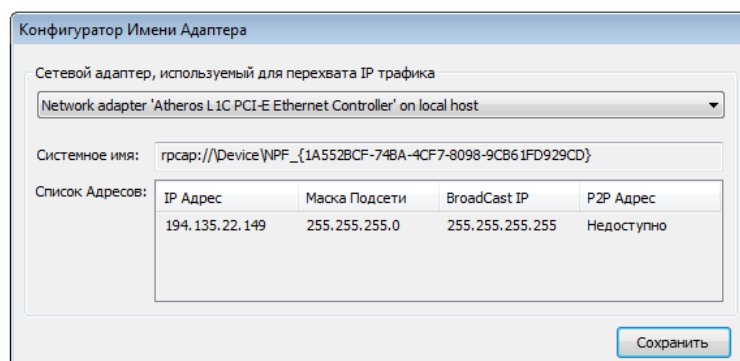 Конфигуратор Имени Адаптера
Сетевой адаптер, используемый для перехвата IP трафика
Network adapter 'Atheros L1C PCI-E Ethernet Controller' on local host
Системное имя: rpcap://\Device\NPF_{1A552BCF-74BA-4CF7-8098-9CB61FD929CD}
Список Адресов: IP Адрес Маска Подсети BroadCast IP P2P Адрес
194.135.22.149 255.255.255.0 255.255.255.255 Недоступно
Сохранить